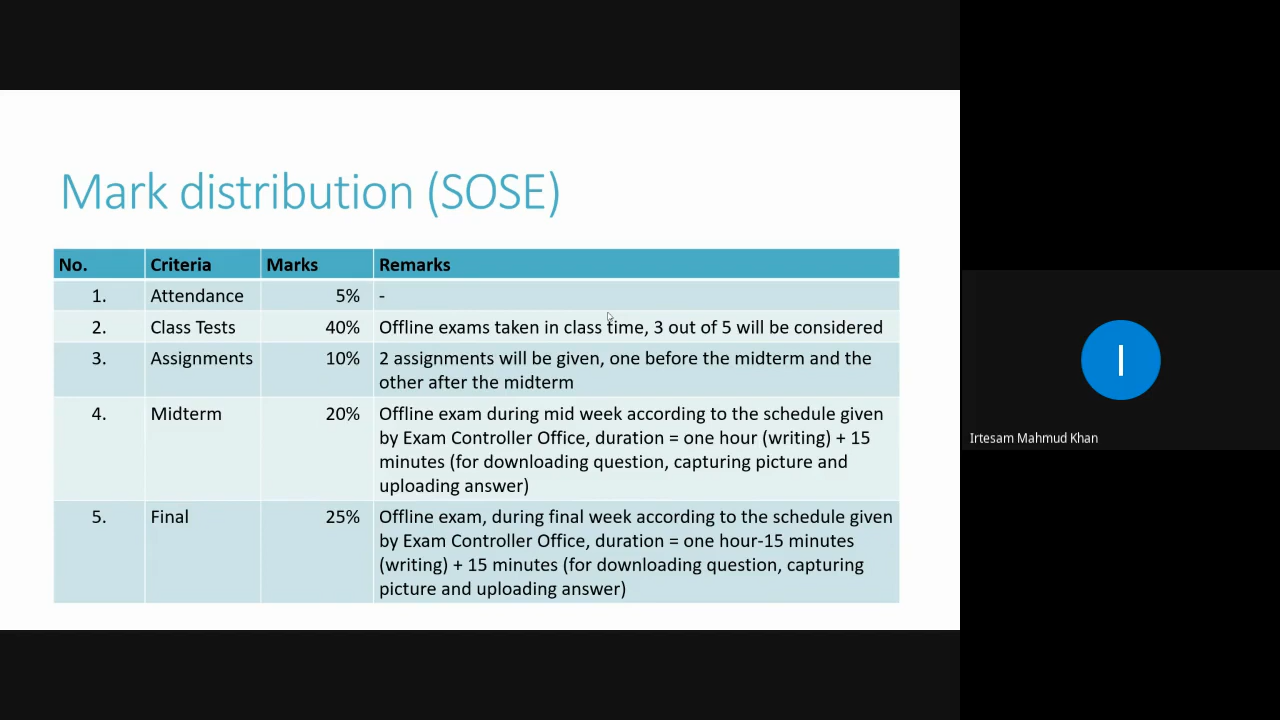 Mark distribution (SOSE)
No. Criteria Marks Remarks
1. Attendance 5% -
2. Class Tests 40% Offline exams taken in class time, 3 out of 5 will be considered
3. Assignments 10% 2 assignments will be given, one before the midterm and the
other after the midterm
4. Midterm 20% Offline exam during mid week according to the schedule given
by Exam Controller Office, duration = one hour (writing) + 15
minutes (for downloading question, capturing picture and
uploading answer)
5. Final 25% Offline exam, during final week according to the schedule given
by Exam Controller Office, duration = one hour-15 minutes
(writing) + 15 minutes (for downloading question, capturing
picture and uploading answer)
I
Irtesam Mahmud Khan